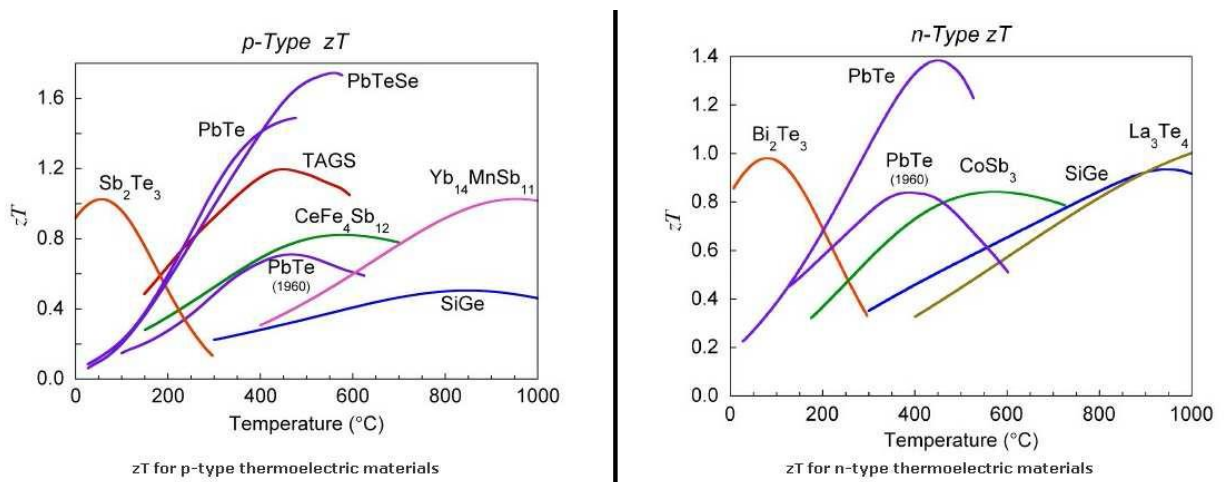 p-Type zT
1.6
1.2
0.8
0.4
0.0
zT
PbTeSe
PbTe
TAGS
Sb2Te3
Yb14MnSb11
CeFe4Sb12
PbTe
(1960)
SiGe
0 200 400 600 800 1000
Temperature (°C)
zT for p-type thermoelectric materials
n-Type zT
1.4
1.2
1.0
0.8
0.6
0.4
0.2
0.0
zT
PbTe
Bi2Te3
La3Te4
PbTe
(1960)
CoSb3
SiGe
0 200 400 600 800 1000
Temperature (°C)
zT for n-type thermoelectric materials